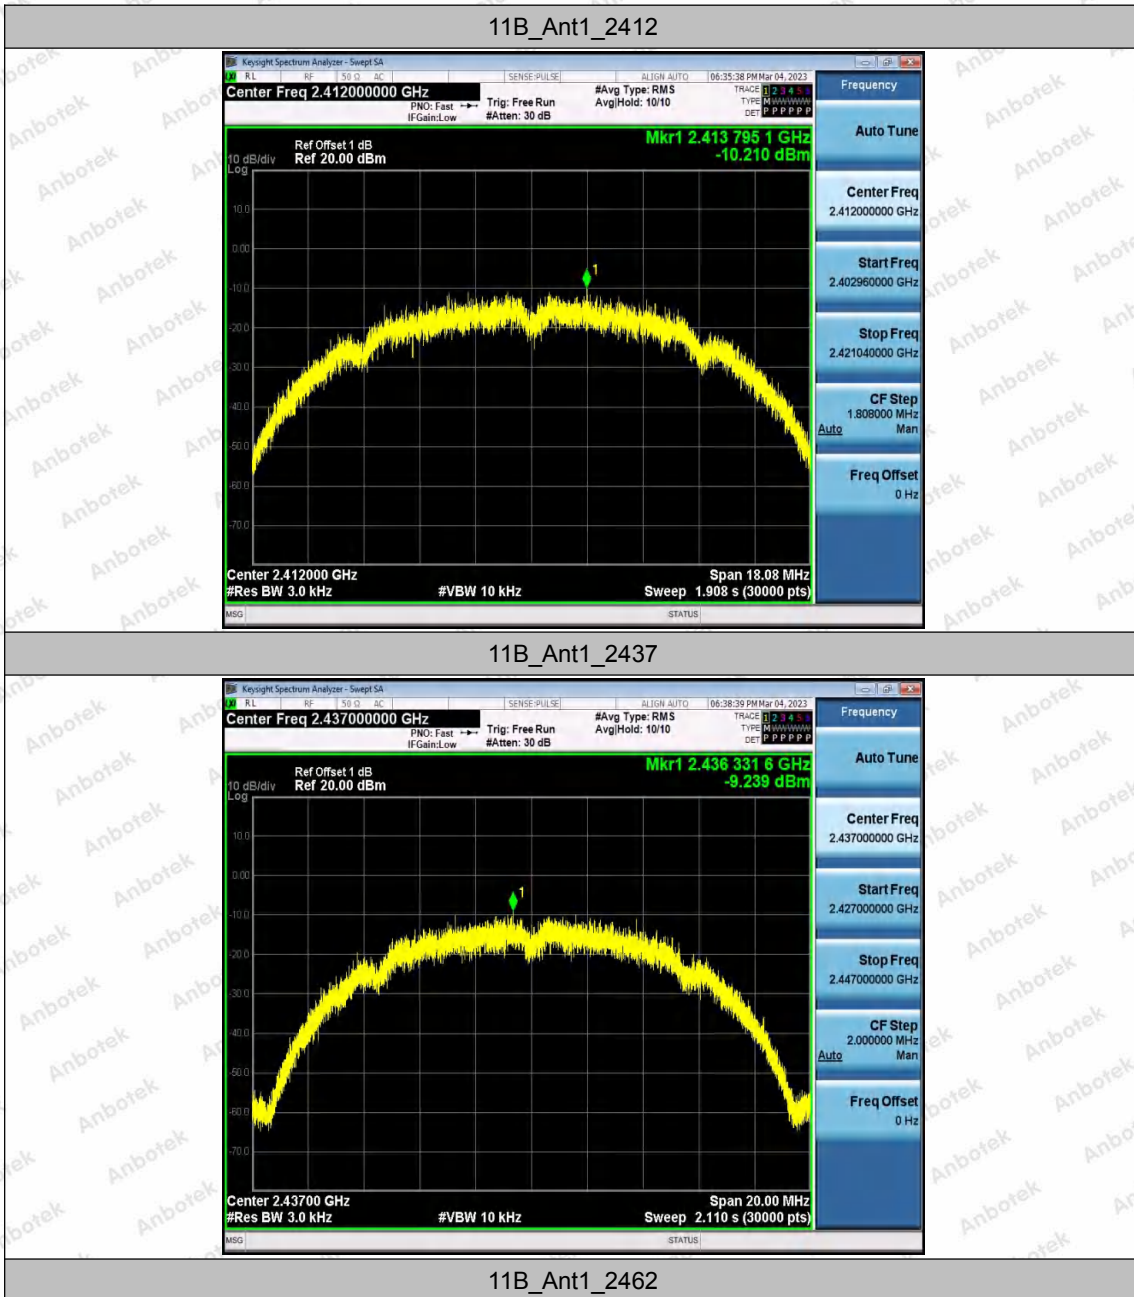 11B_Ant1_2412
Keysight Spectrum Analyzer - Swept SA
RL RF 50 Ω AC SENSE:PULSE ALIGN AUTO 06:35:38 PM Mar 04, 2023
Center Freq 2.412000000 GHz
PNO: Fast
IFGain:Low
Trig: Free Run
#Atten: 30 dB
#Avg Type: RMS
Avg|Hold: 10/10
TRACE 1 2 3 4 5 6
TYPE M
DET P P P P P P
Mkr1 2.413 795 1 GHz
-10.210 dBm
Ref Offset 1 dB
10 dB/div Ref 20.00 dBm
Log
1
10.0
0.00
-10.0
-20.0
-30.0
-40.0
-50.0
-60.0
-70.0
Center 2.412000 GHz Span 18.08 MHz
#Res BW 3.0 kHz #VBW 10 kHz Sweep 1.908 s (30000 pts)
MSG STATUS
Frequency
Auto Tune
Center Freq
2.412000000 GHz
Start Freq
2.402960000 GHz
Stop Freq
2.421040000 GHz
CF Step
1.808000 MHz
Auto Man
Freq Offset
0 Hz
11B_Ant1_2437
Keysight Spectrum Analyzer - Swept SA
RL RF 50 Ω AC SENSE:PULSE ALIGN AUTO 06:38:39 PM Mar 04, 2023
Center Freq 2.437000000 GHz
PNO: Fast
IFGain:Low
Trig: Free Run
#Atten: 30 dB
#Avg Type: RMS
Avg|Hold: 10/10
TRACE 1 2 3 4 5 6
TYPE M
DET P P P P P P
Mkr1 2.436 331 6 GHz
-9.239 dBm
Ref Offset 1 dB
10 dB/div Ref 20.00 dBm
Log
1
10.0
0.00
-10.0
-20.0
-30.0
-40.0
-50.0
-60.0
-70.0
Center 2.43700 GHz Span 20.00 MHz
#Res BW 3.0 kHz #VBW 10 kHz Sweep 2.110 s (30000 pts)
MSG STATUS
Frequency
Auto Tune
Center Freq
2.437000000 GHz
Start Freq
2.427000000 GHz
Stop Freq
2.447000000 GHz
CF Step
2.000000 MHz
Auto Man
Freq Offset
0 Hz
11B_Ant1_2462
Anbotek